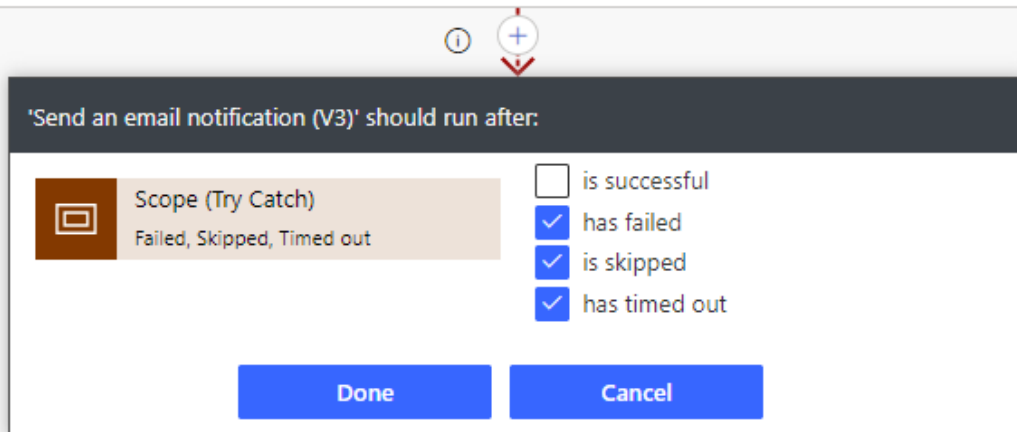 'Send an email notification (V3)' should run after:
Scope (Try Catch)
Failed, Skipped, Timed out
is successful
has failed
is skipped
has timed out
Done
Cancel